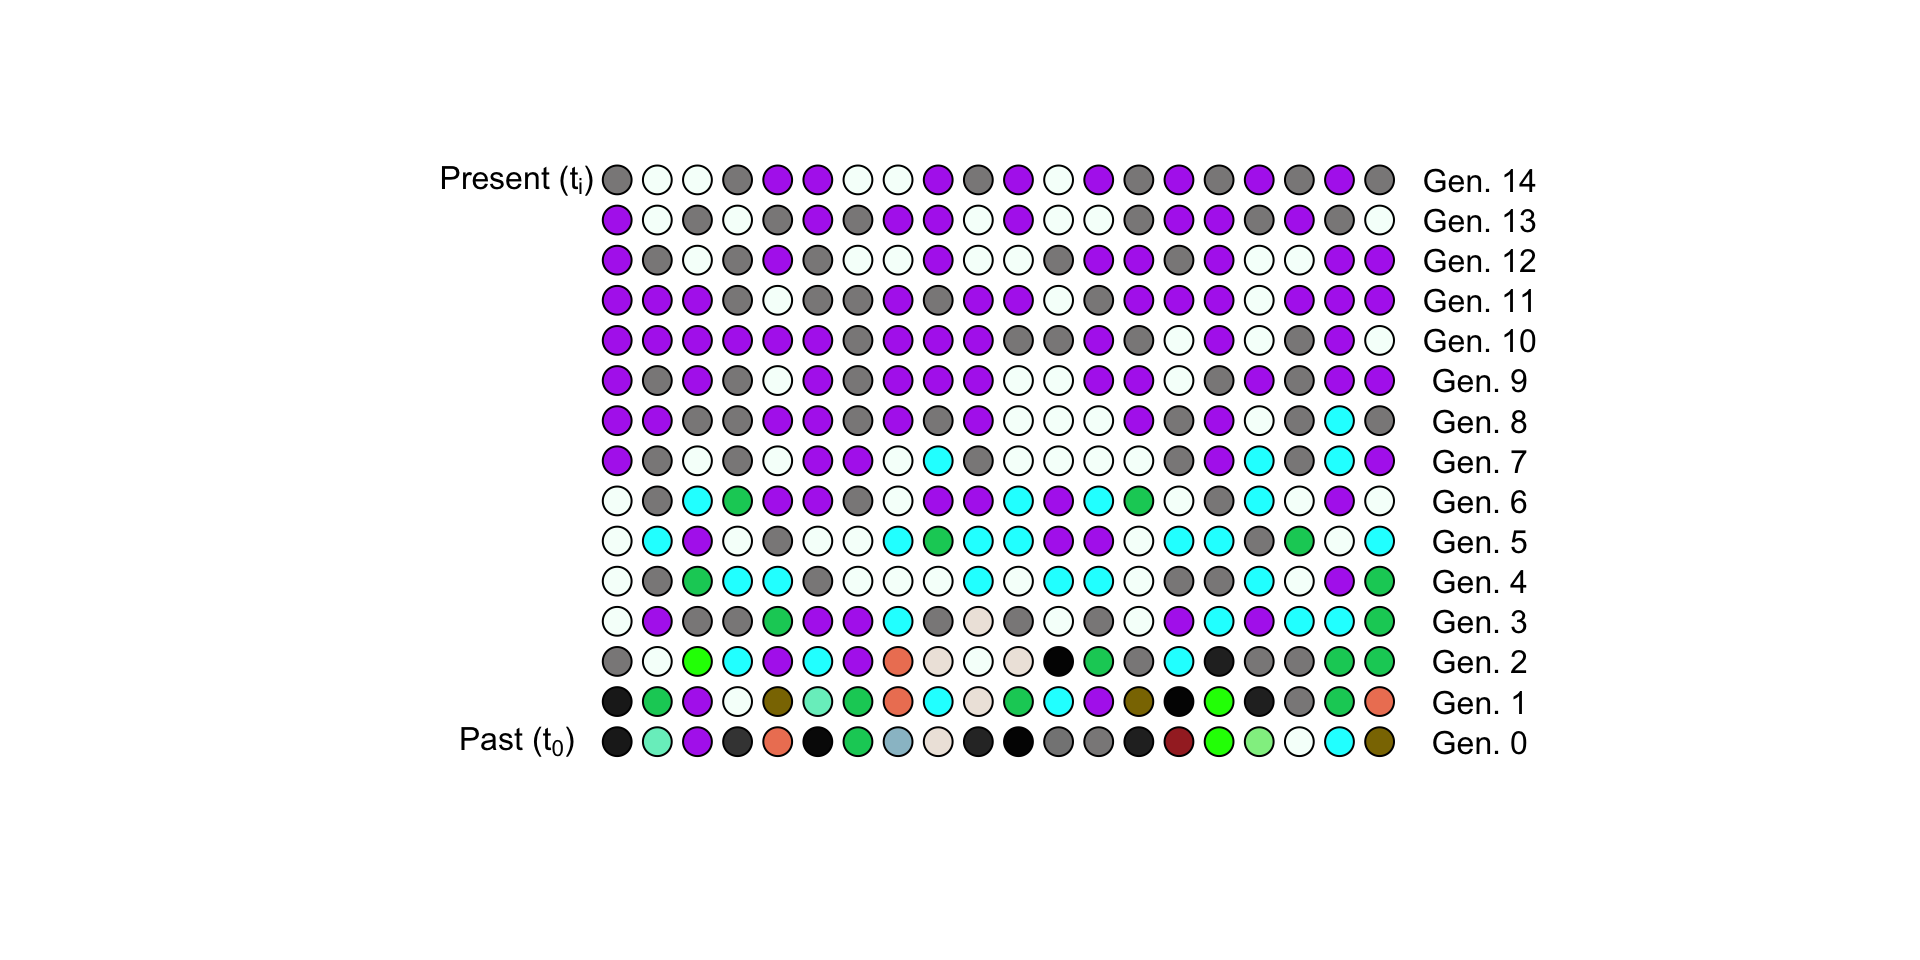 Present (tᵢ) Gen. 14
Gen. 13
Gen. 12
Gen. 11
Gen. 10
Gen. 9
Gen. 8
Gen. 7
Gen. 6
Gen. 5
Gen. 4
Gen. 3
Gen. 2
Gen. 1
Past (t₀) Gen. 0